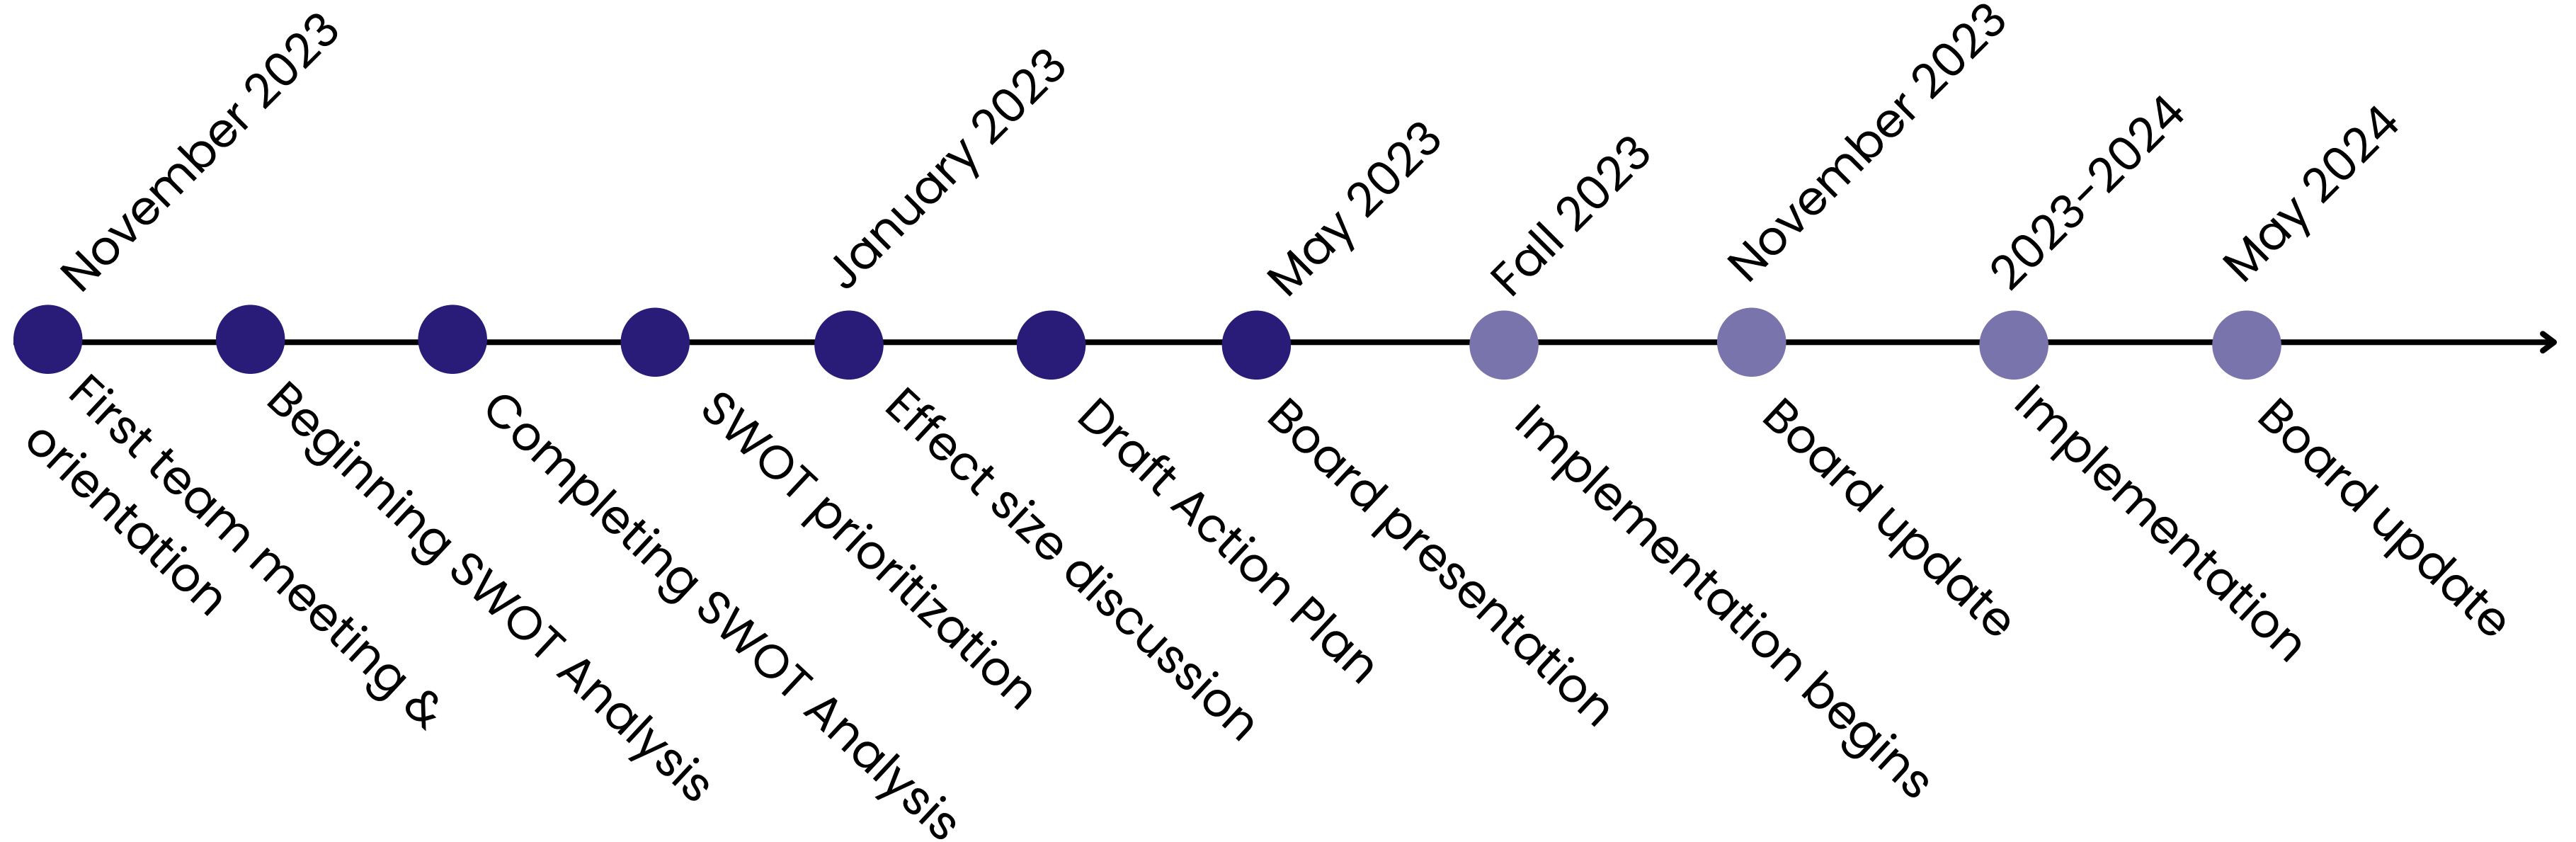 November 2023
January 2023
May 2023
Fall 2023
November 2023
2023-2024
May 2024
First team meeting &
orientation
Beginning SWOT Analysis
Completing SWOT Analysis
SWOT prioritization
Effect size discussion
Draft Action Plan
Board presentation
Implementation begins
Board update
Implementation
Board update